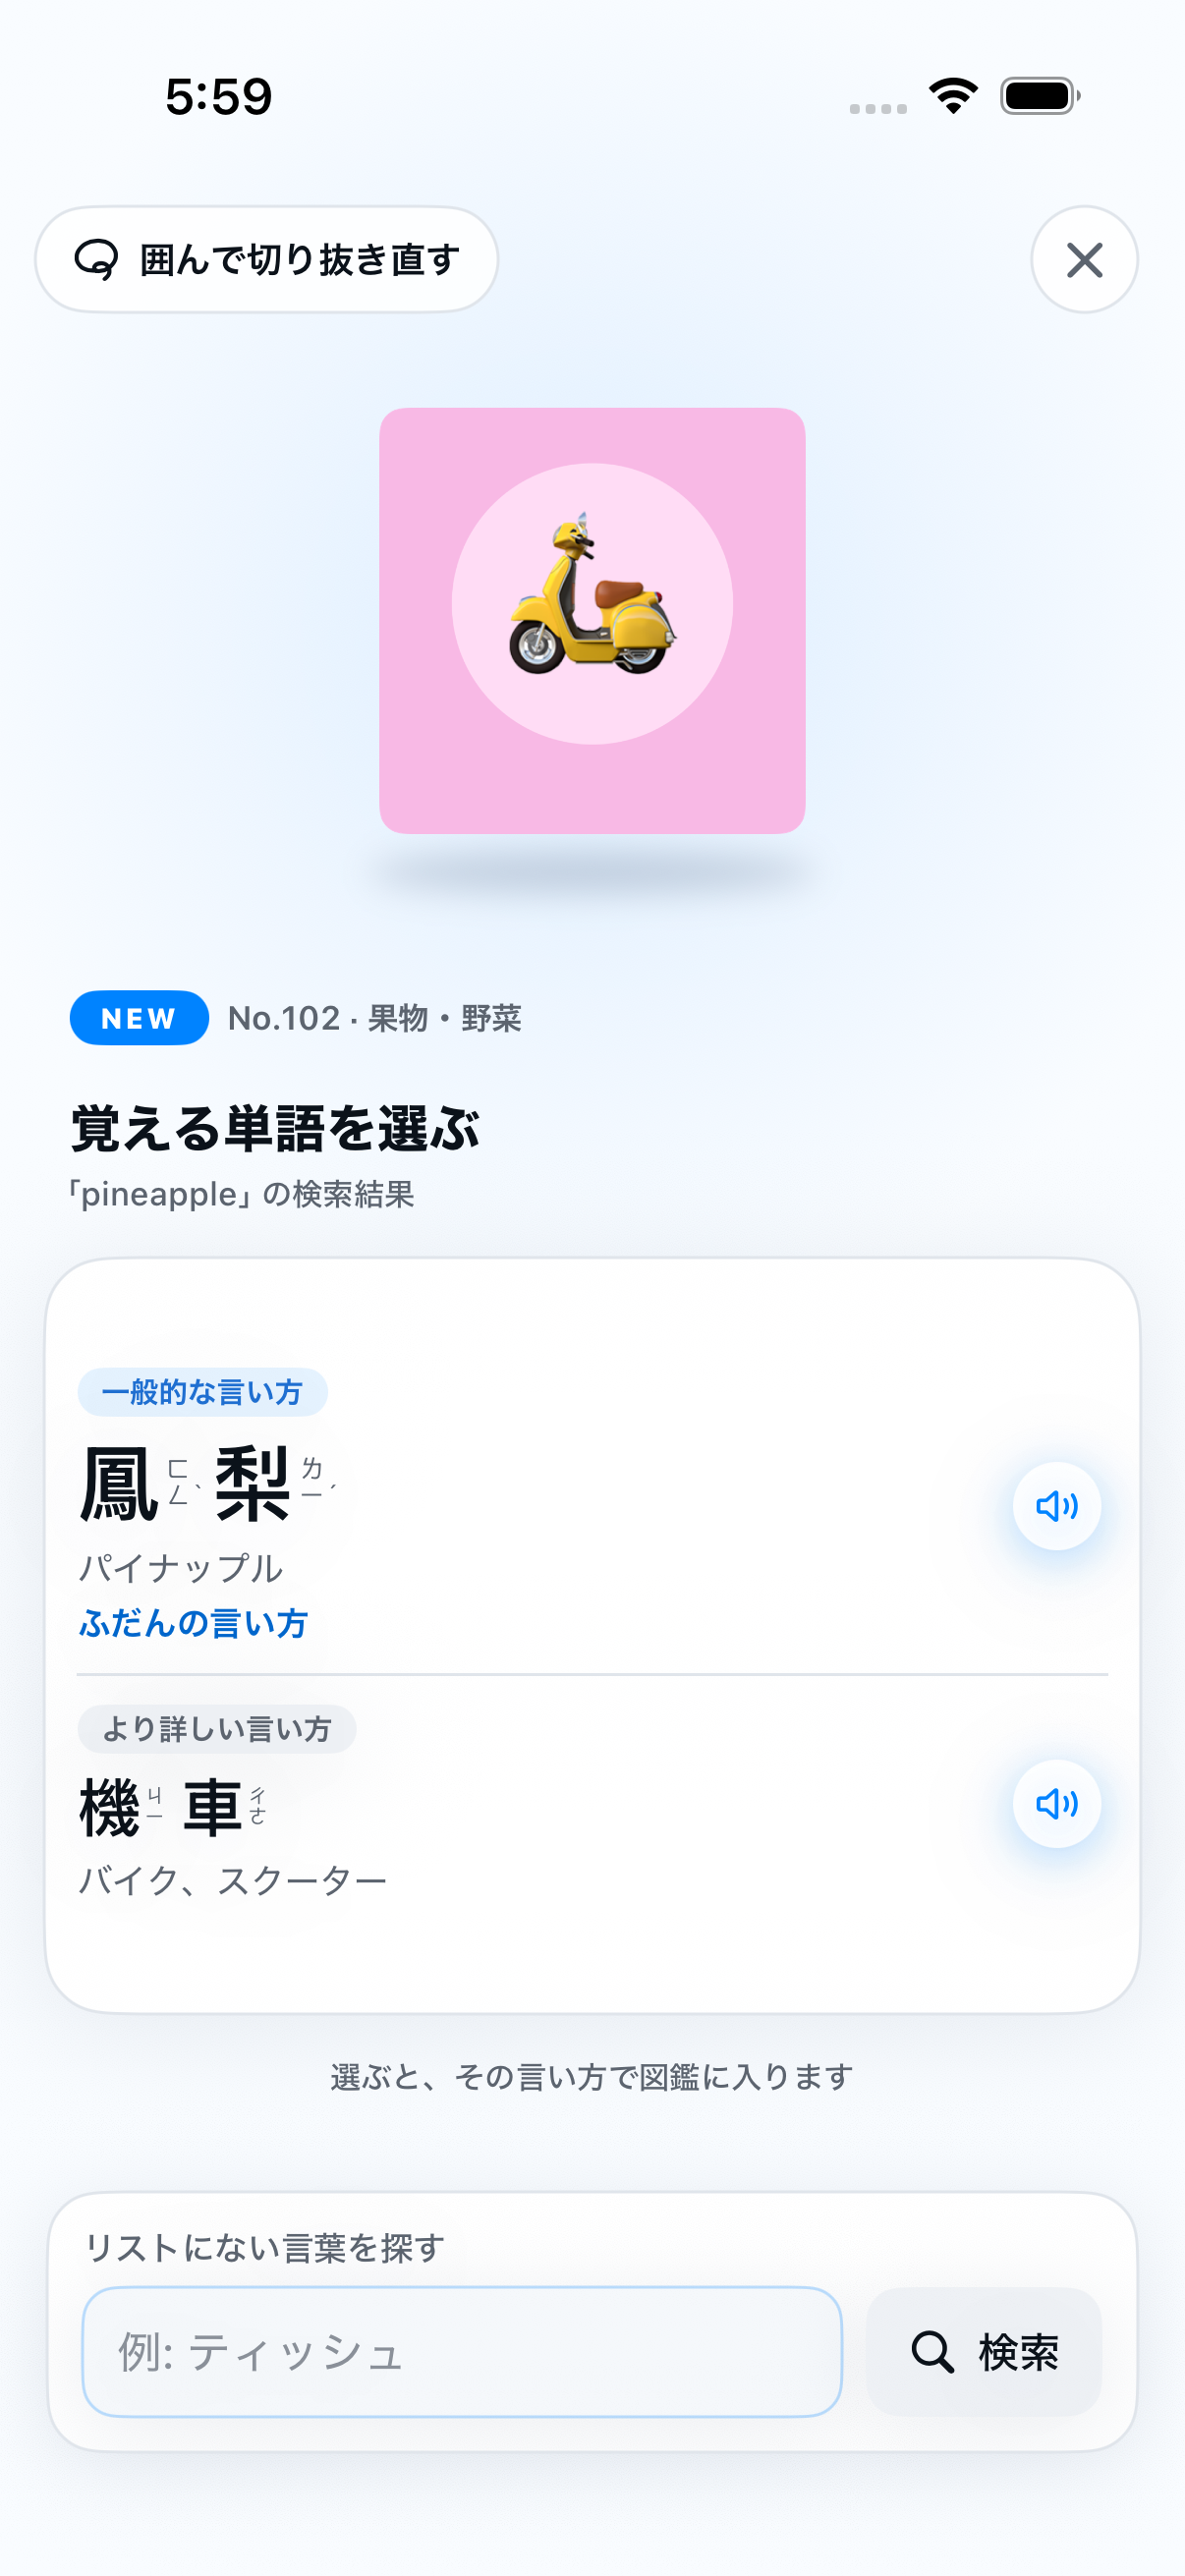 5:59
囲んで切り抜き直す
NEW No.102 · 果物・野菜
覚える単語を選ぶ
「pineapple」の検索結果
一般的な言い方
鳳ㄈㄥˋ梨ㄌㄧˊ
パイナップル
ふだんの言い方
より詳しい言い方
機ㄐㄧ車ㄔㄜ
バイク、スクーター
選ぶと、その言い方で図鑑に入ります
リストにない言葉を探す
例: ティッシュ
検索